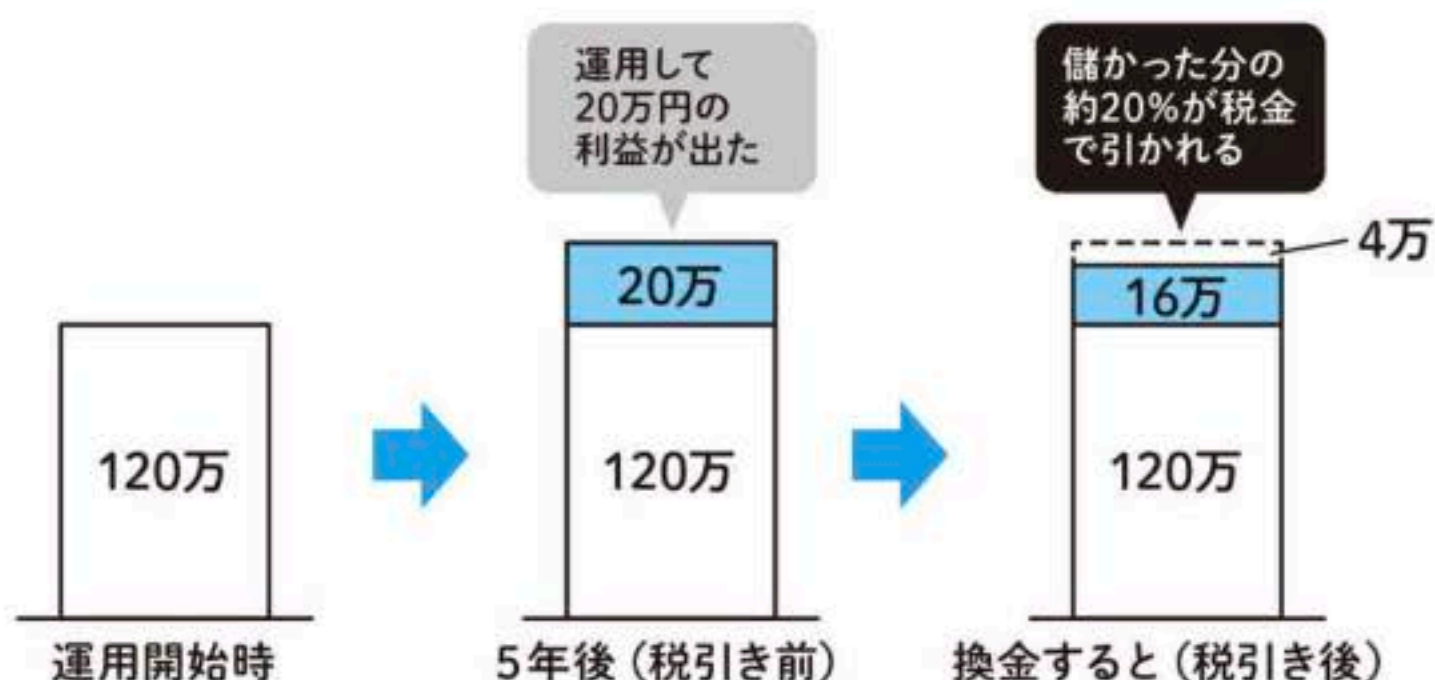 運用して
20万円の
利益が出た
儲かった分の
約20%が税金
で引かれる
4万
20万
16万
120万
120万
120万
運用開始時
5年後（税引き前）
換金すると（税引き後）